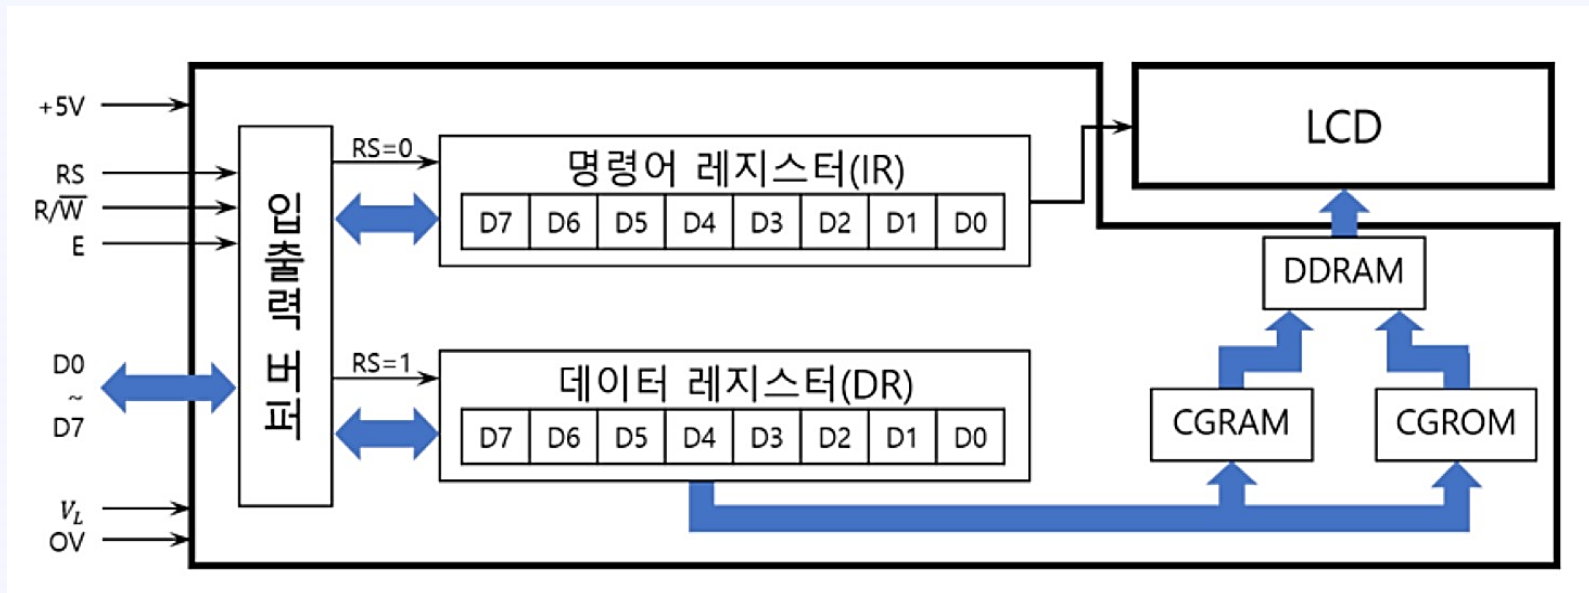 +5V
RS
R/W̅
E
D0
~
D7
V_L
OV
입출력 버퍼
RS=0
명령어 레지스터(IR)
D7 D6 D5 D4 D3 D2 D1 D0
RS=1
데이터 레지스터(DR)
D7 D6 D5 D4 D3 D2 D1 D0
LCD
DDRAM
CGRAM
CGROM